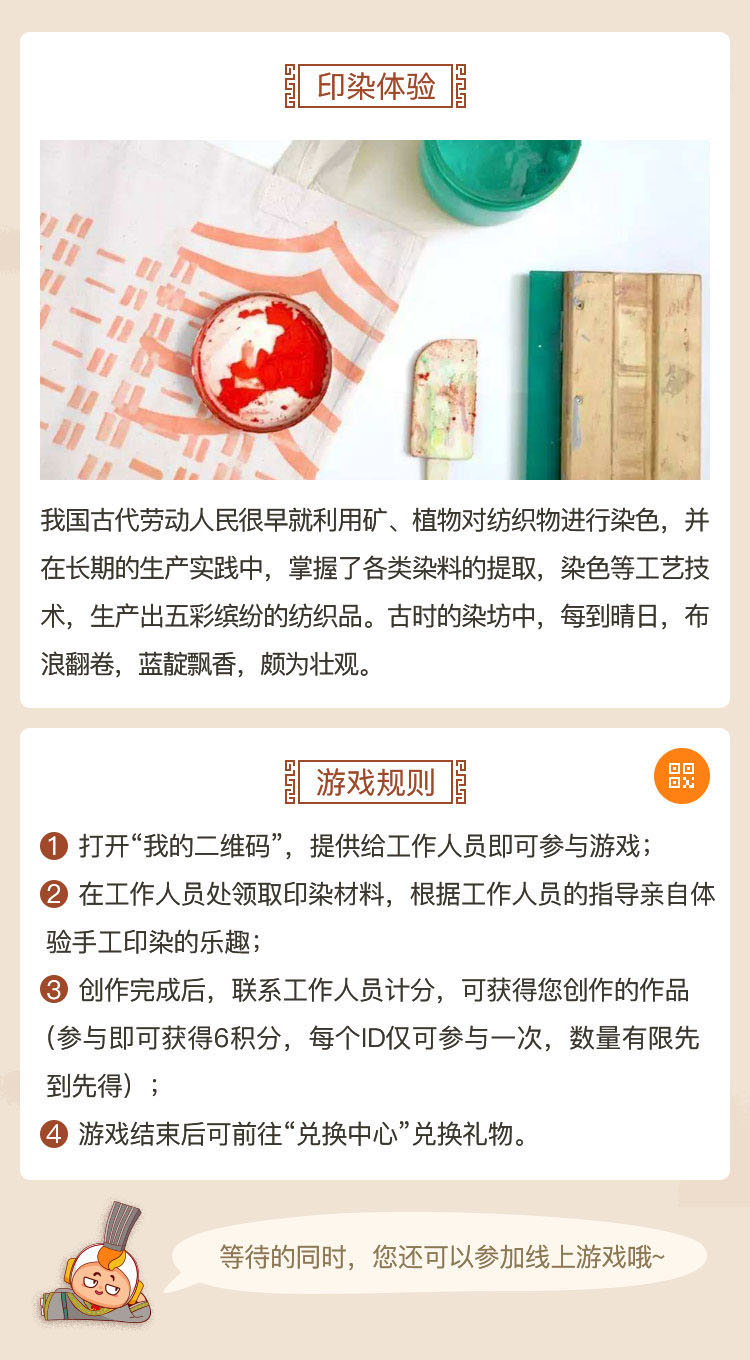 印染体验
我国古代劳动人民很早就利用矿、植物对纺织物进行染色，并
在长期的生产实践中，掌握了各类染料的提取，染色等工艺技
术，生产出五彩缤纷的纺织品。古时的染坊中，每到晴日，布
浪翻卷，蓝靛飘香，颇为壮观。
游戏规则
1 打开“我的二维码”，提供给工作人员即可参与游戏；
2 在工作人员处领取印染材料，根据工作人员的指导亲自体
验手工印染的乐趣；
3 创作完成后，联系工作人员计分，可获得您创作的作品
（参与即可获得6积分，每个ID仅可参与一次，数量有限先
到先得）；
4 游戏结束后可前往“兑换中心”兑换礼物。
等待的同时，您还可以参加线上游戏哦~